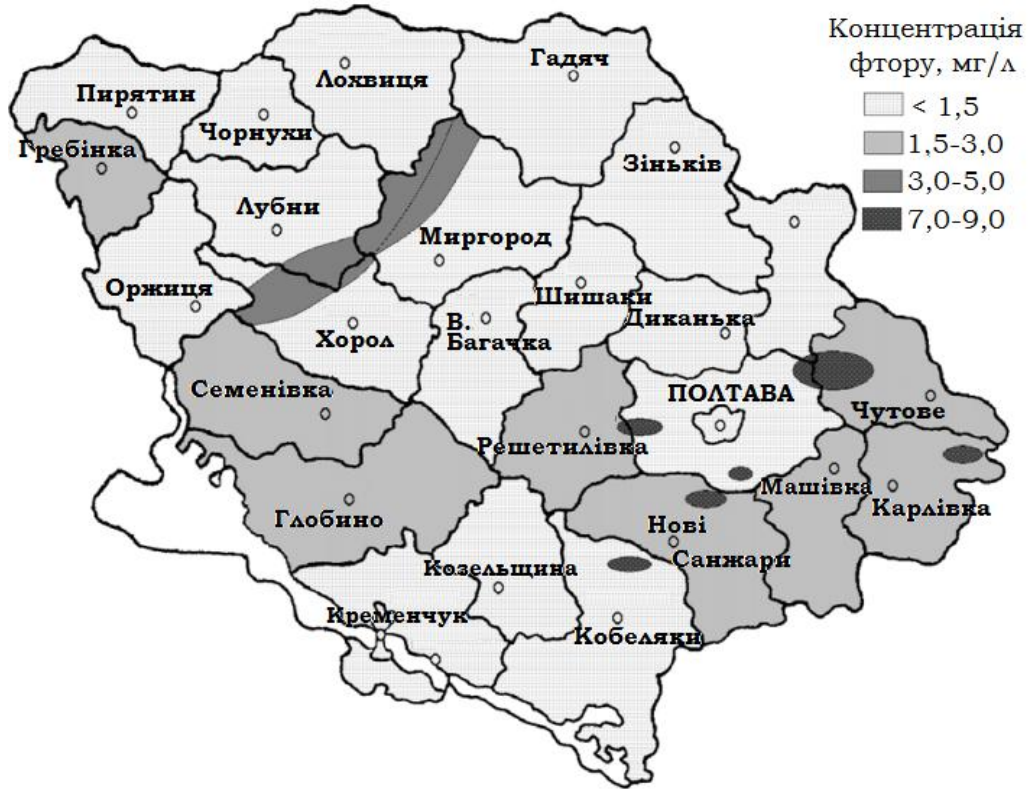 Концентрація
фтору, мг/л
< 1,5
1,5-3,0
3,0-5,0
7,0-9,0
Лохвиця
Гадяч
Пирятин
Чорнухи
Гребінка
Зіньків
Лубни
Миргород
Оржиця
Шишаки
Диканька
Хорол
В.
Багачка
Семенівка
ПОЛТАВА
Чутове
Решетилівка
Машівка
Карлівка
Глобино
Нові
Санжари
Козельщина
Кременчук
Кобеляки